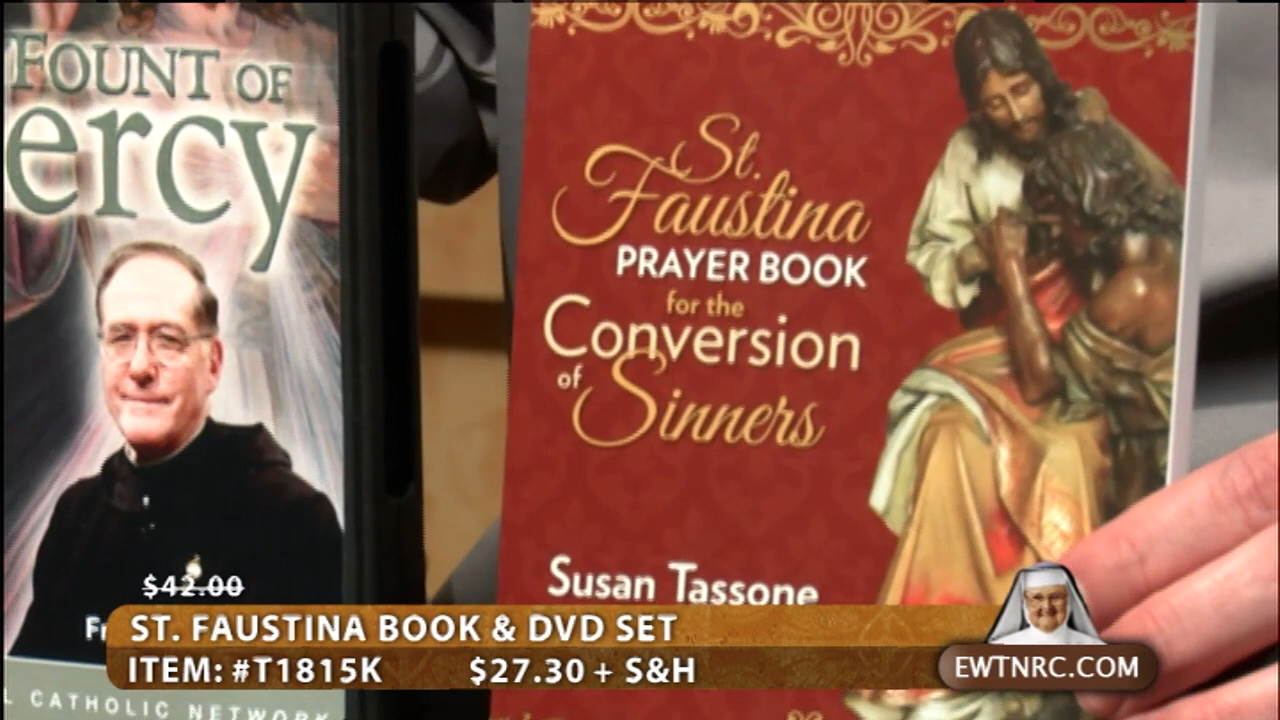 FOUNT OF
ercy
St.
Faustina
PRAYER BOOK
for the
Conversion
of Sinners
Susan Tassone
$42.00
Fr
ST. FAUSTINA BOOK & DVD SET
ITEM: #T1815K $27.30 + S&H
EWTNRC.COM
L CATHOLIC NETWORK